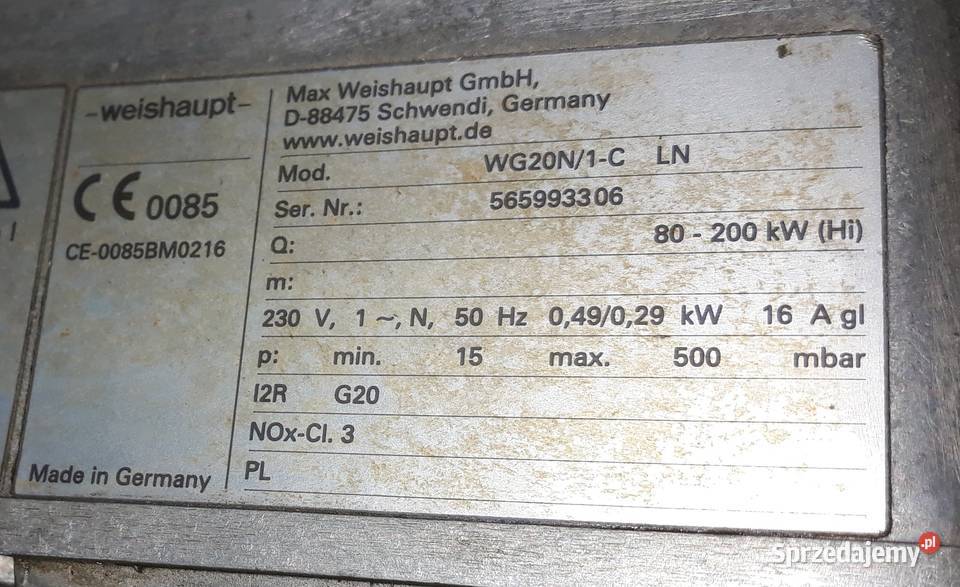 -weishaupt-
CE 0085
CE-0085BM0216
Made in Germany
Max Weishaupt GmbH,
D-88475 Schwendi, Germany
www.weishaupt.de
Mod. WG20N/1-C LN
Ser. Nr.: 565993306
Q: 80 - 200 kW (Hi)
m:
230 V, 1 ~, N, 50 Hz 0,49/0,29 kW 16 A gl
p: min. 15 max. 500 mbar
I2R G20
NOx-Cl. 3
PL
Sprzedajemy.pl